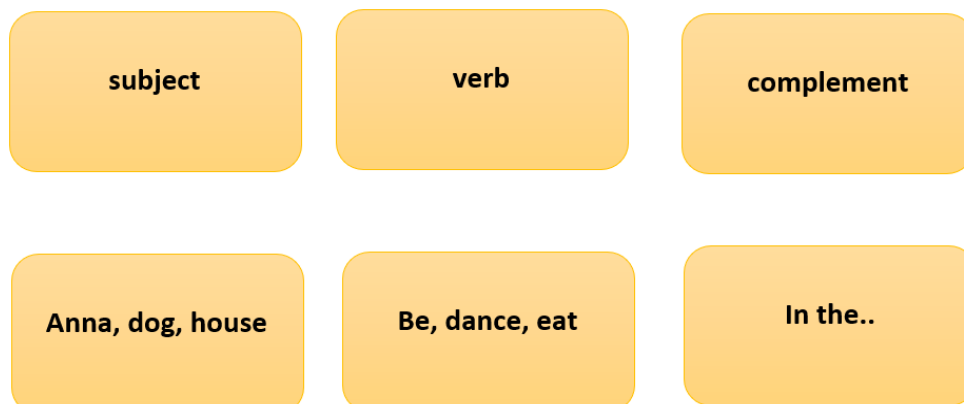 subject
verb
complement
Anna, dog, house
Be, dance, eat
In the..